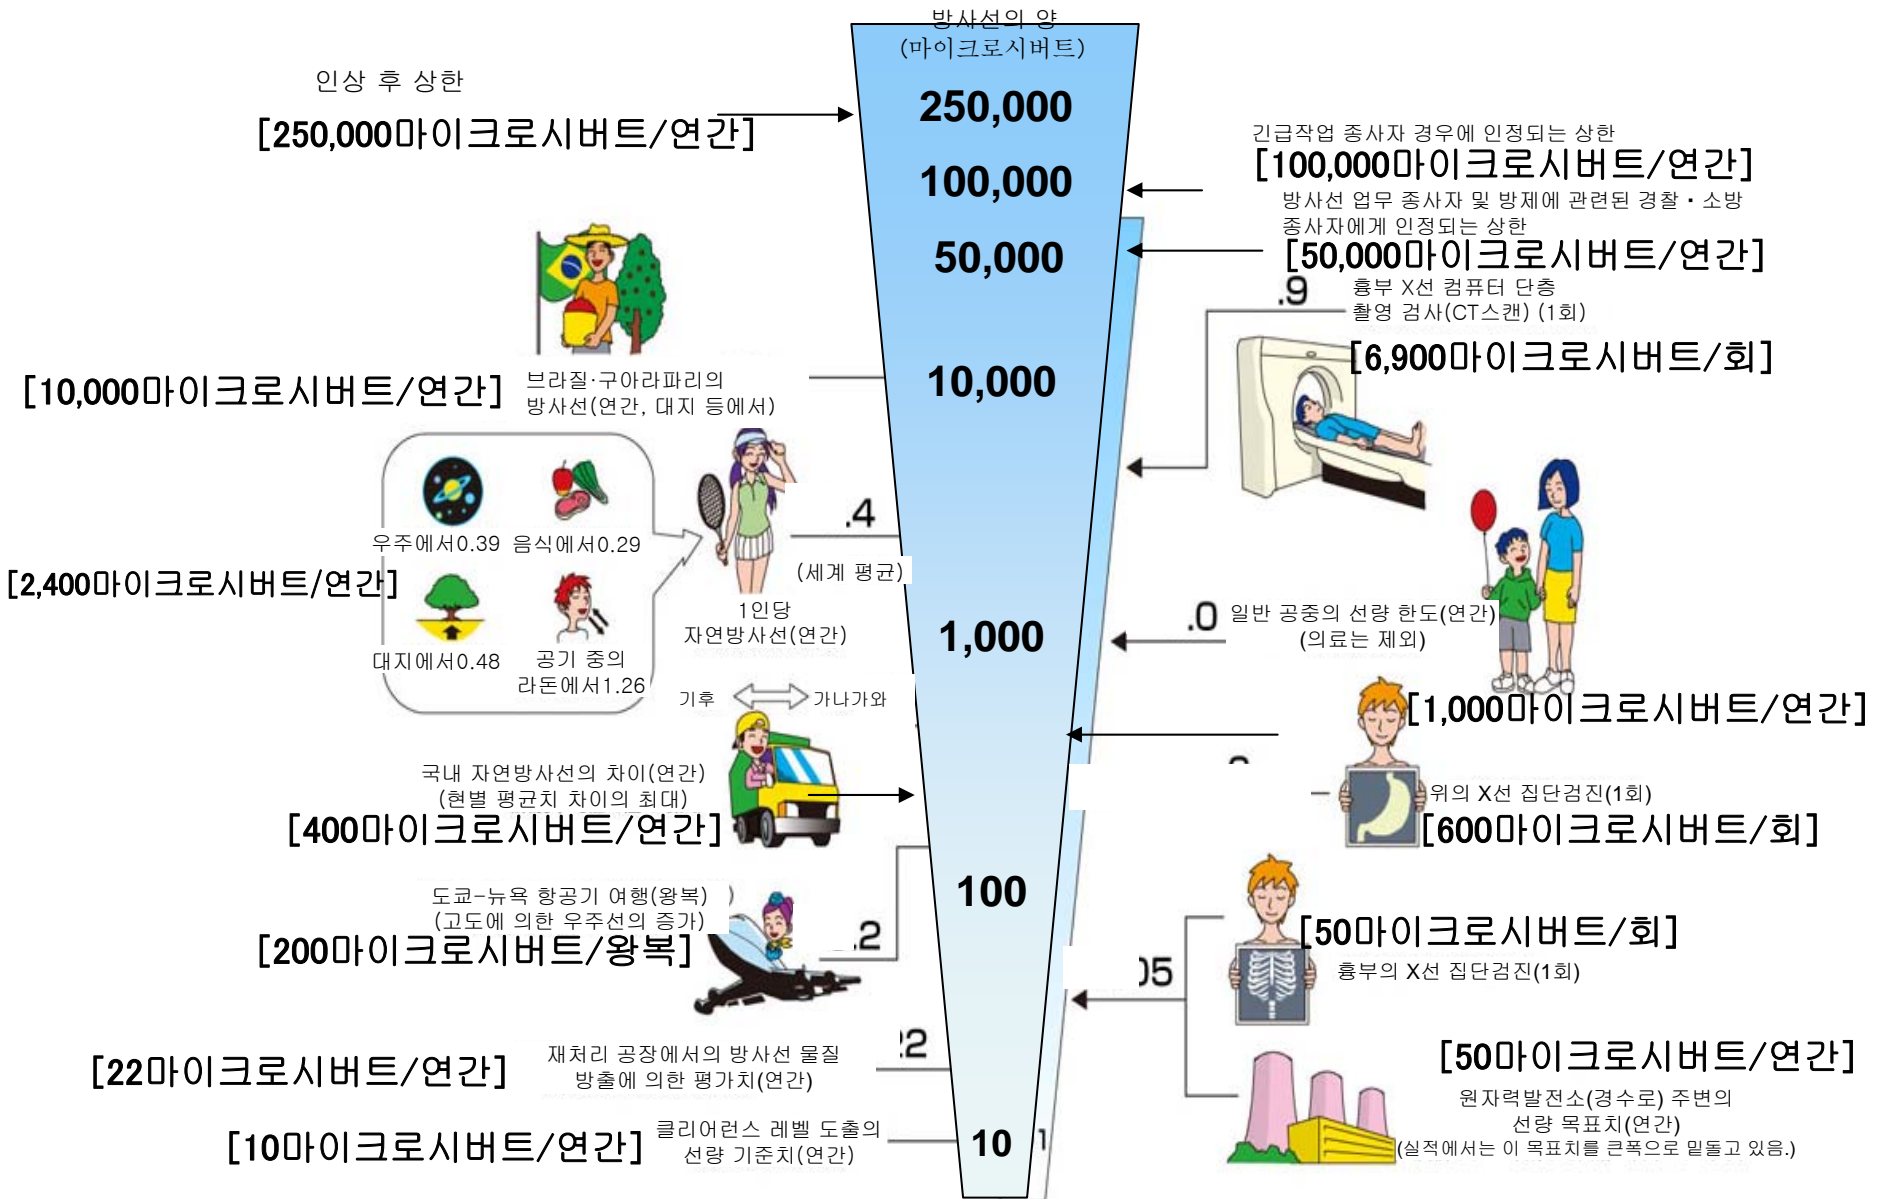 방사선의 양
(마이크로시버트)
250,000
100,000
50,000
10,000
1,000
100
10
인상 후 상한
[250,000마이크로시버트/연간]
[10,000마이크로시버트/연간]
브라질·구아라파리의
방사선(연간, 대지 등에서)
우주에서0.39 음식에서0.29
대지에서0.48
공기 중의
라돈에서1.26
[2,400마이크로시버트/연간]
.4
(세계 평균)
1인당
자연방사선(연간)
기후 가나가와
국내 자연방사선의 차이(연간)
(현별 평균치 차이의 최대)
[400마이크로시버트/연간]
도쿄-뉴욕 항공기 여행(왕복) )
(고도에 의한 우주선의 증가)
[200마이크로시버트/왕복]
.2
22
[22마이크로시버트/연간]
재처리 공장에서의 방사선 물질
방출에 의한 평가치(연간)
[10마이크로시버트/연간]
클리어런스 레벨 도출의
선량 기준치(연간)
1
긴급작업 종사자 경우에 인정되는 상한
[100,000마이크로시버트/연간]
방사선 업무 종사자 및 방제에 관련된 경찰・소방
종사자에게 인정되는 상한
[50,000마이크로시버트/연간]
.9
흉부 X선 컴퓨터 단층
촬영 검사(CT스캔) (1회)
[6,900마이크로시버트/회]
.0
일반 공중의 선량 한도(연간)
(의료는 제외)
[1,000마이크로시버트/연간]
위의 X선 집단검진(1회)
[600마이크로시버트/회]
[50마이크로시버트/회]
흉부의 X선 집단검진(1회)
05
[50마이크로시버트/연간]
원자력발전소(경수로) 주변의
선량 목표치(연간)
(실적에서는 이 목표치를 큰폭으로 밑돌고 있음.)